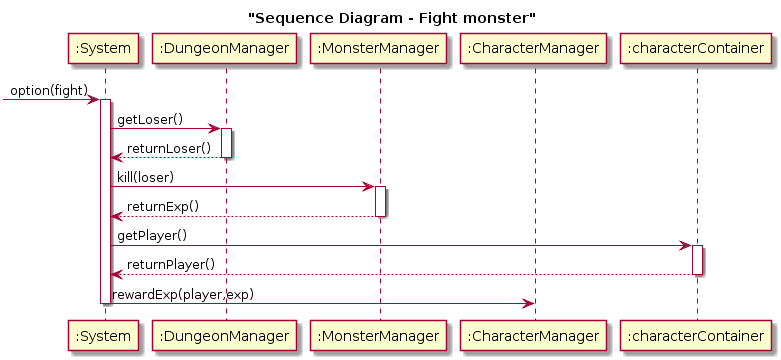 "Sequence Diagram - Fight monster"
:System :DungeonManager :MonsterManager :CharacterManager :characterContainer
option(fight)
getLoser()
returnLoser()
kill(loser)
returnExp()
getPlayer()
returnPlayer()
rewardExp(player,exp)
:System :DungeonManager :MonsterManager :CharacterManager :characterContainer